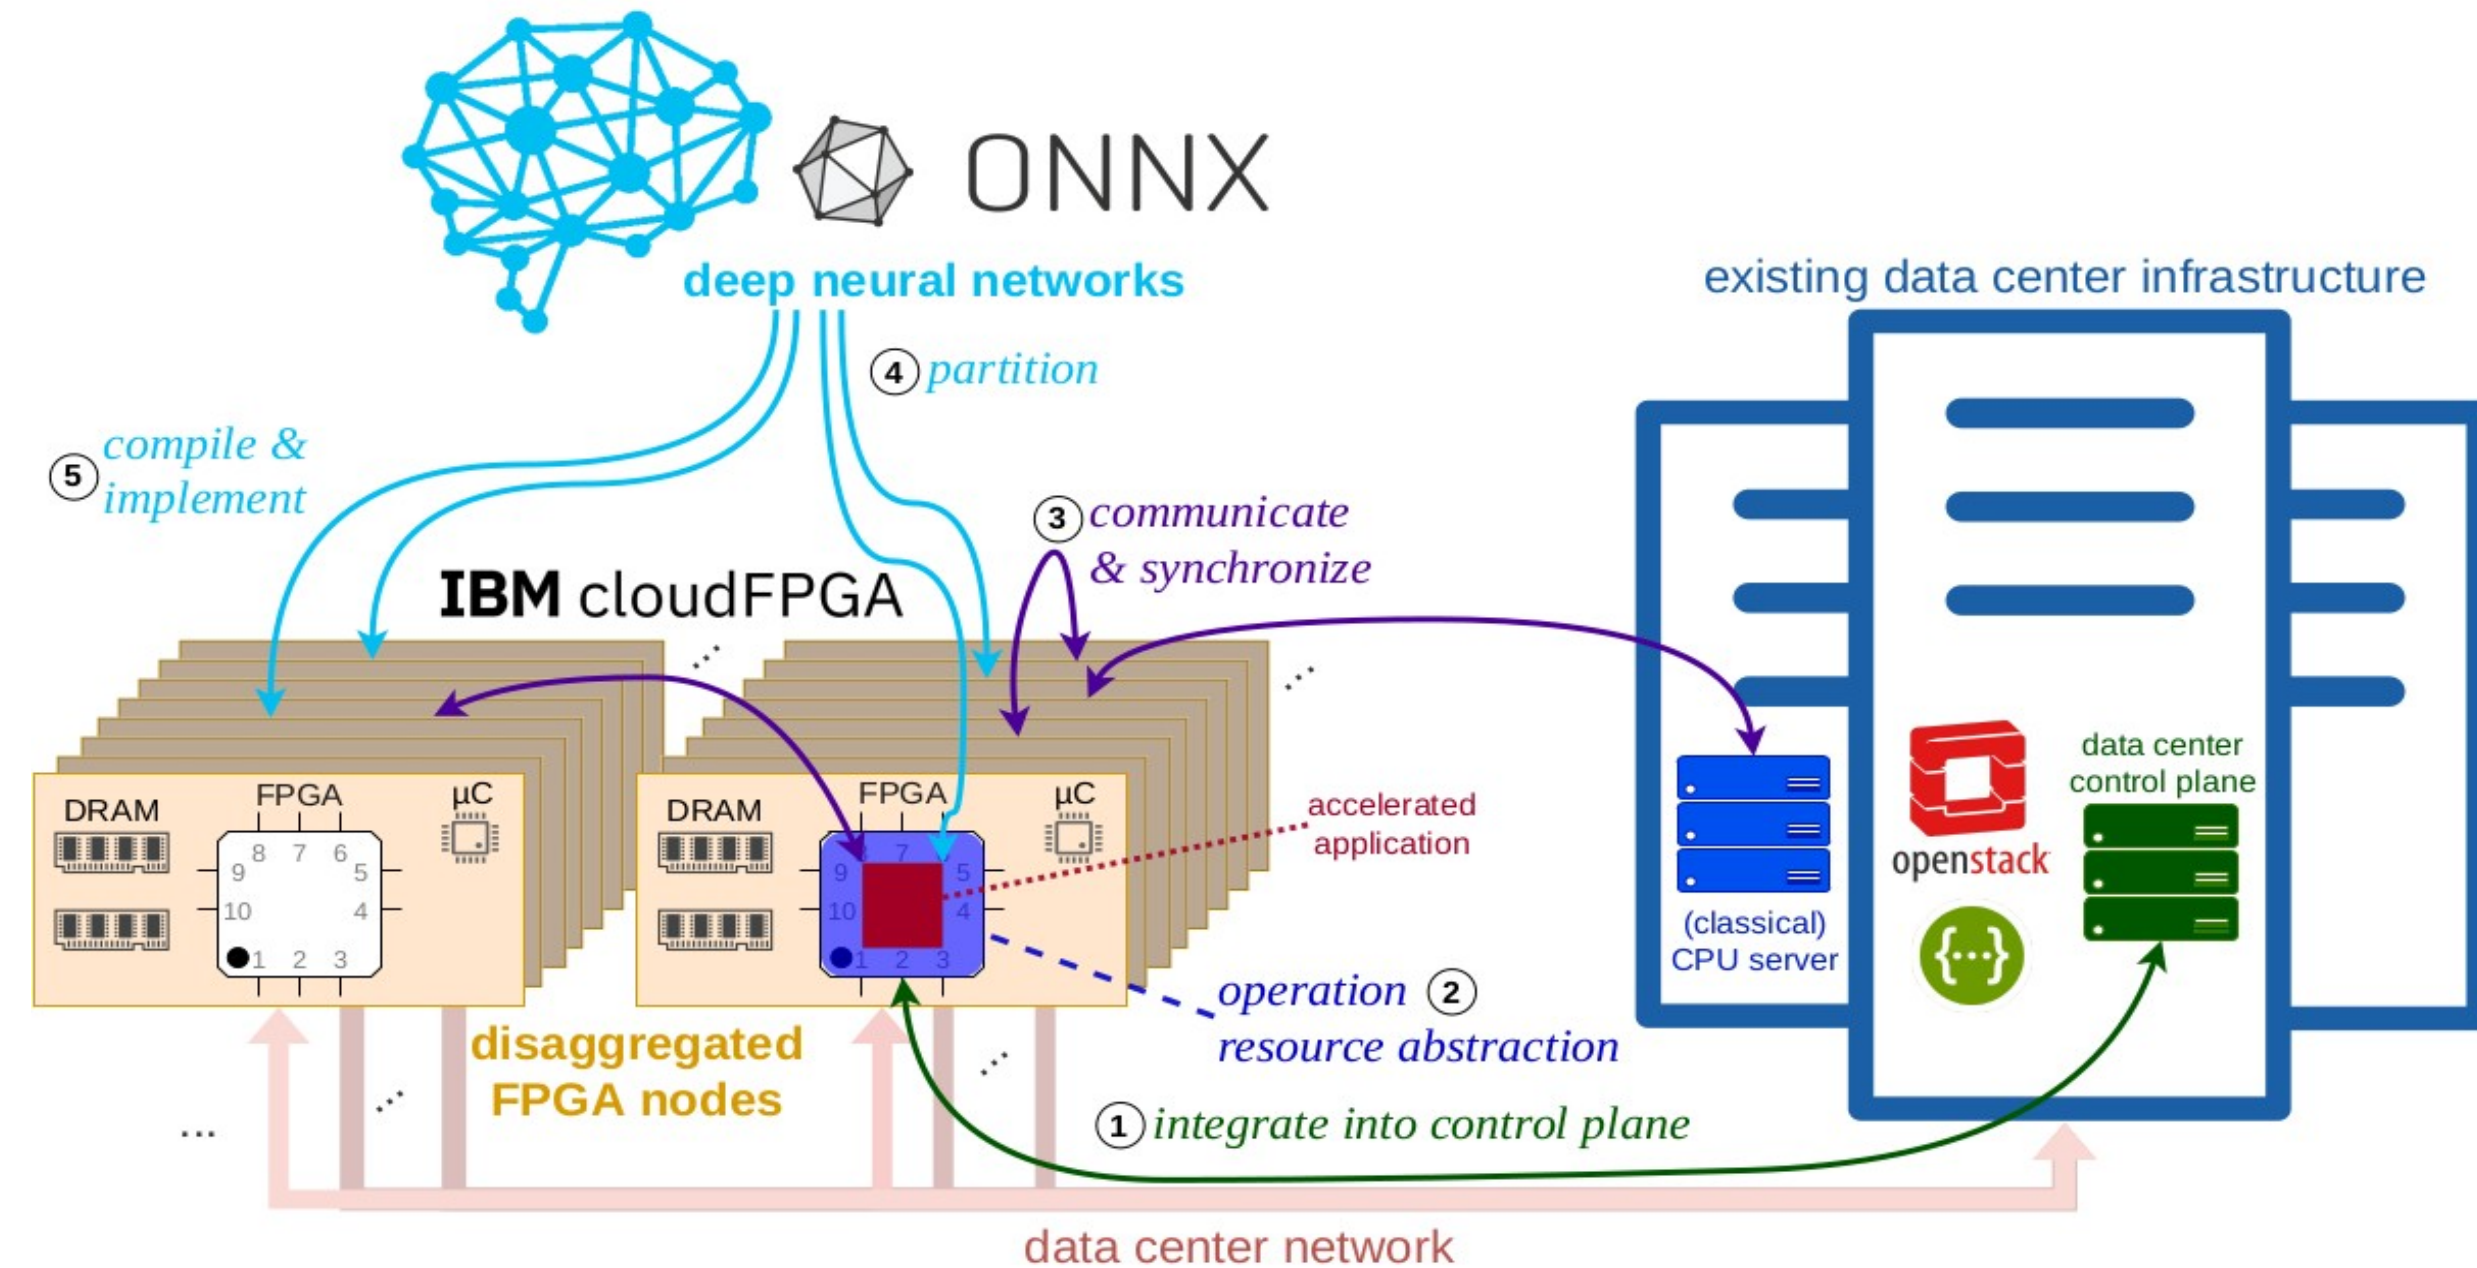 ONNX
deep neural networks
existing data center infrastructure
4 partition
5 compile &
implement
3 communicate
& synchronize
IBM cloudFPGA
...
...
DRAM
FPGA
µC
8 7 6
9 5
10 4
1 2 3
DRAM
FPGA
µC
7
9 5
10 4
1 2 3
accelerated
application
data center
control plane
openstack
{...}
(classical)
CPU server
operation 2
resource abstraction
disaggregated
FPGA nodes
...
...
...
1 integrate into control plane
data center network